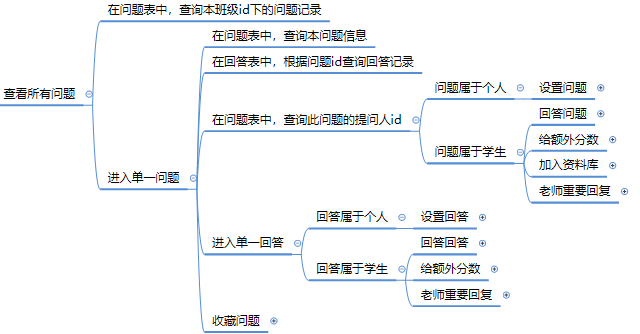 在问题表中，查询本班级id下的问题记录
在问题表中，查询本问题信息
在回答表中，根据问题id查询回答记录
查看所有问题
问题属于个人
设置问题
在问题表中，查询此问题的提问人id
回答问题
给额外分数
问题属于学生
加入资料库
老师重要回复
进入单一问题
回答属于个人
设置回答
进入单一回答
回答回答
回答属于学生
给额外分数
老师重要回复
收藏问题